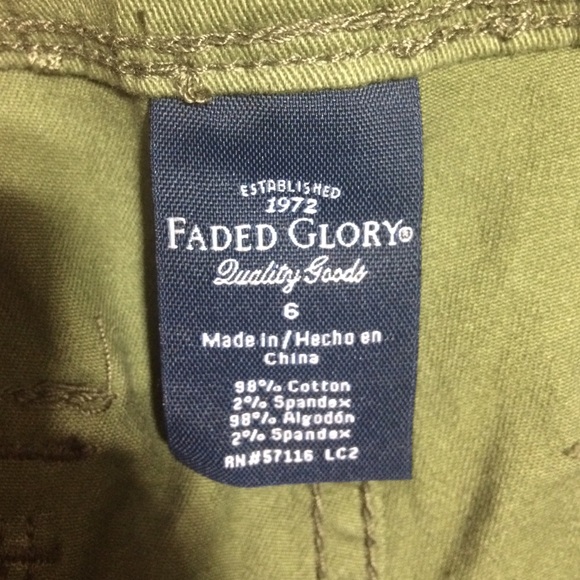 ESTABLISHED
1972
FADED GLORY®
Quality Goods
6
Made in/Hecho en
China
98% Cotton
2% Spandex
98% Algodón
2% Spandex
RN#57116 LC2